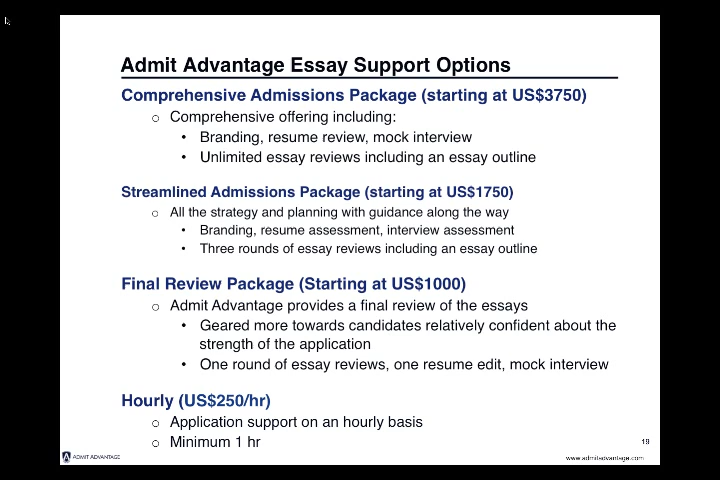 Admit Advantage Essay Support Options
Comprehensive Admissions Package (starting at US$3750)
o Comprehensive offering including:
• Branding, resume review, mock interview
• Unlimited essay reviews including an essay outline
Streamlined Admissions Package (starting at US$1750)
o All the strategy and planning with guidance along the way
• Branding, resume assessment, interview assessment
• Three rounds of essay reviews including an essay outline
Final Review Package (Starting at US$1000)
o Admit Advantage provides a final review of the essays
• Geared more towards candidates relatively confident about the
strength of the application
• One round of essay reviews, one resume edit, mock interview
Hourly (US$250/hr)
o Application support on an hourly basis
o Minimum 1 hr
19
ADMIT ADVANTAGE
www.admitadvantage.com